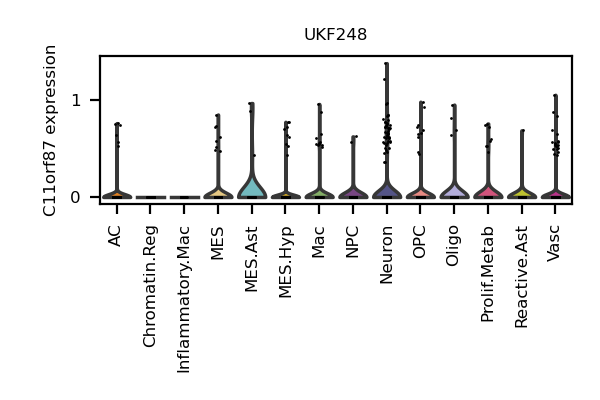 UKF248
C11orf87 expression
1
0
AC
Chromatin.Reg
Inflammatory.Mac
MES
MES.Ast
MES.Hyp
Mac
NPC
Neuron
OPC
Oligo
Prolif.Metab
Reactive.Ast
Vasc